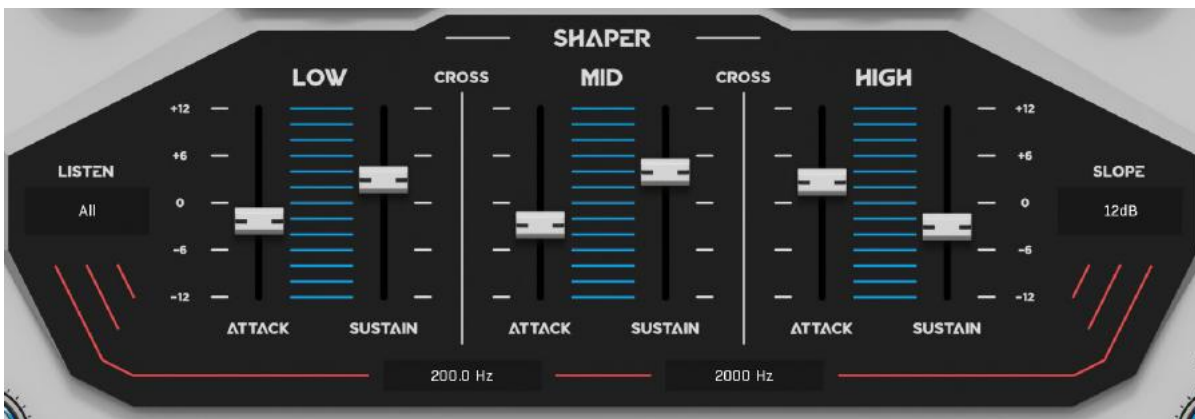 SHAPER
LOW CROSS MID CROSS HIGH
+12 +12
+6 +6
LISTEN SLOPE
All 0 0 12dB
-6 -6
-12 -12
ATTACK SUSTAIN ATTACK SUSTAIN ATTACK SUSTAIN
200.0 Hz 2000 Hz